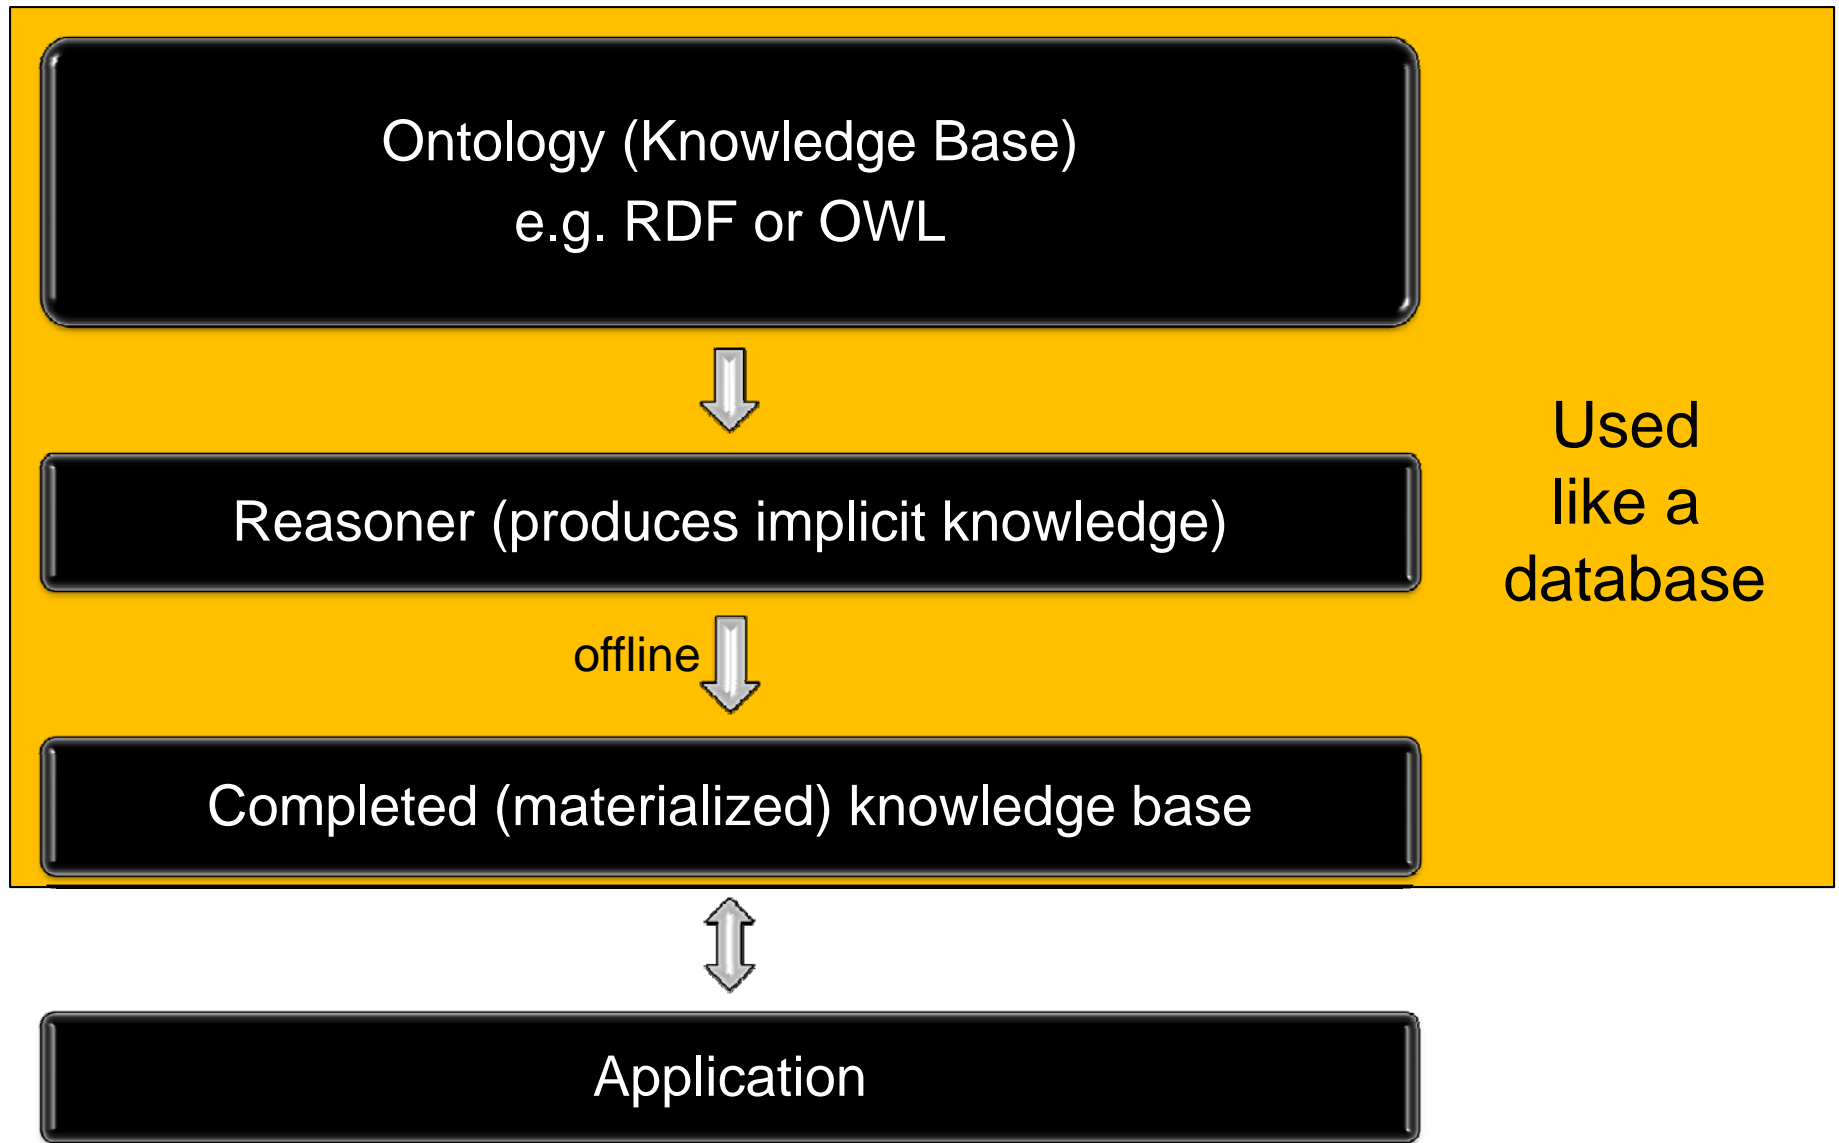 Ontology (Knowledge Base)
e.g. RDF or OWL
Reasoner (produces implicit knowledge)
offline
Completed (materialized) knowledge base
Application
Used
like a
database